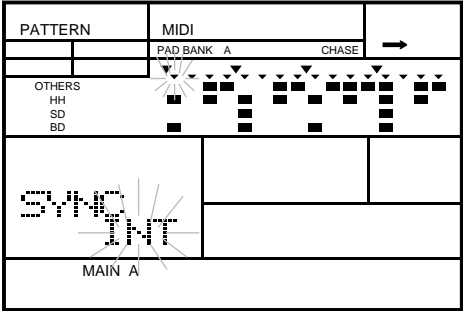 PATTERN MIDI
PAD BANK A CHASE
OTHERS
HH
SD
BD
SYNC
INT
MAIN A